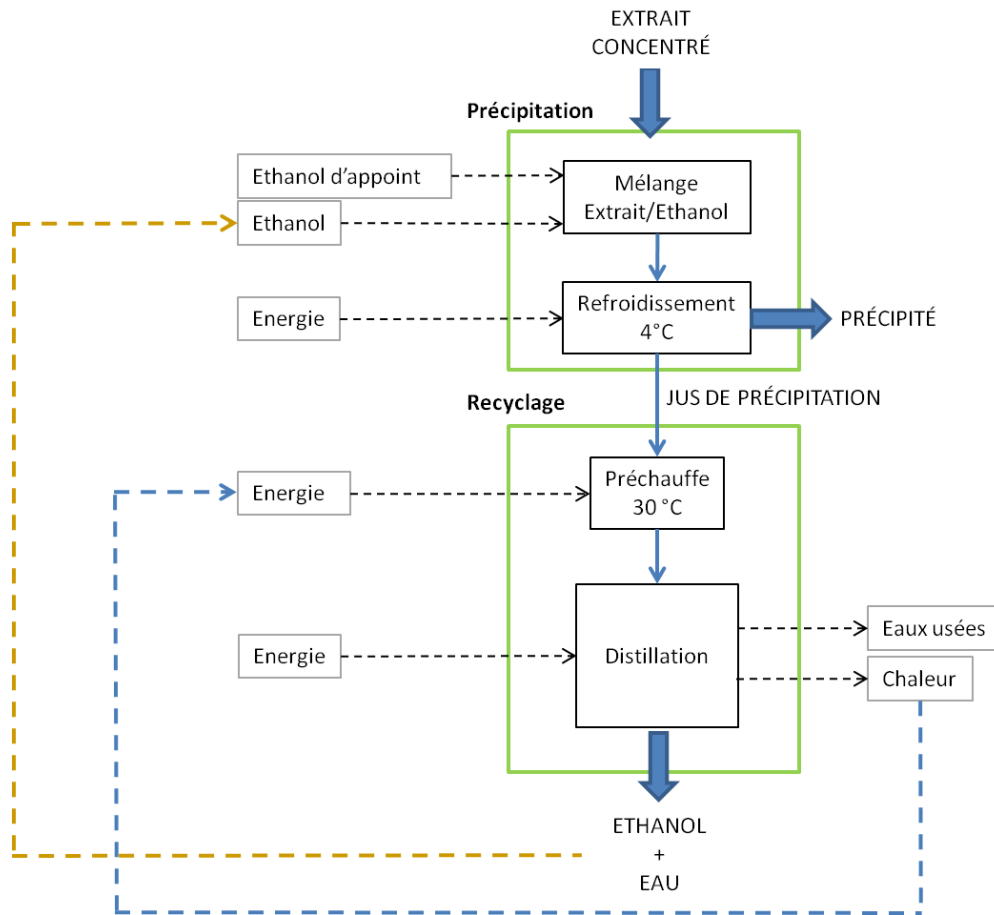 EXTRAIT
CONCENTRÉ
Précipitation
Ethanol d'appoint
Ethanol
Mélange
Extrait/Ethanol
Energie
Refroidissement
4°C
PRÉCIPITÉ
JUS DE PRÉCIPITATION
Recyclage
Energie
Préchauffe
30 °C
Energie
Distillation
Eaux usées
Chaleur
ETHANOL
+
EAU